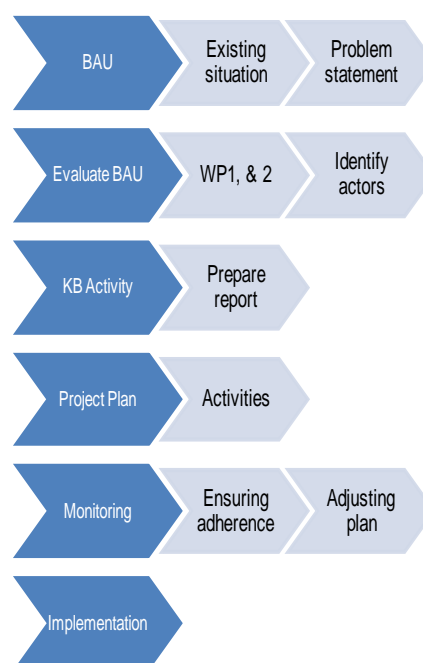 BAU
Existing
situation
Problem
statement
Evaluate BAU
WP1, & 2
Identify
actors
KB Activity
Prepare
report
Project Plan
Activities
Monitoring
Ensuring
adherence
Adjusting
plan
Implementation